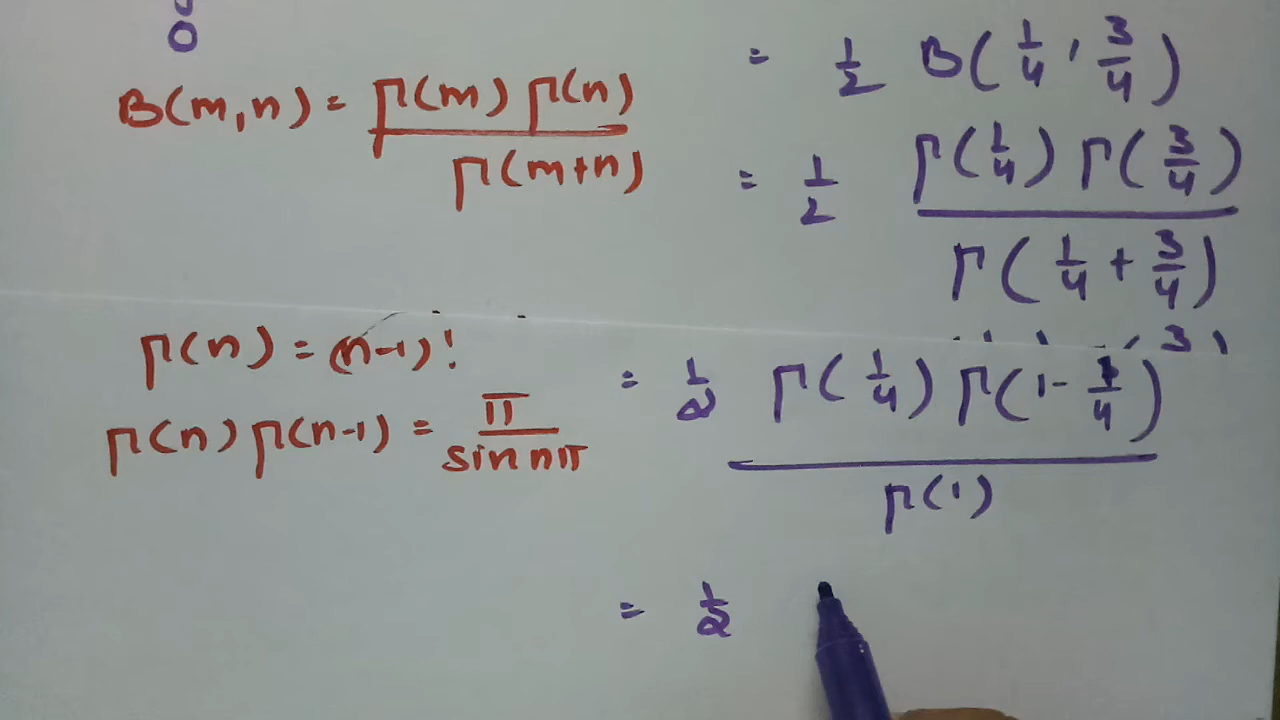 0
B(m,n) = Γ(m) Γ(n) / Γ(m+n)
Γ(n) = (n-1)!
Γ(n) Γ(n-1) = π / sin nπ
= 1/2 B(1/4, 3/4)
= 1/2 Γ(1/4) Γ(3/4) / Γ(1/4 + 3/4)
= 1/2 Γ(1/4) Γ(1 - 1/4) / Γ(1)
= 1/2